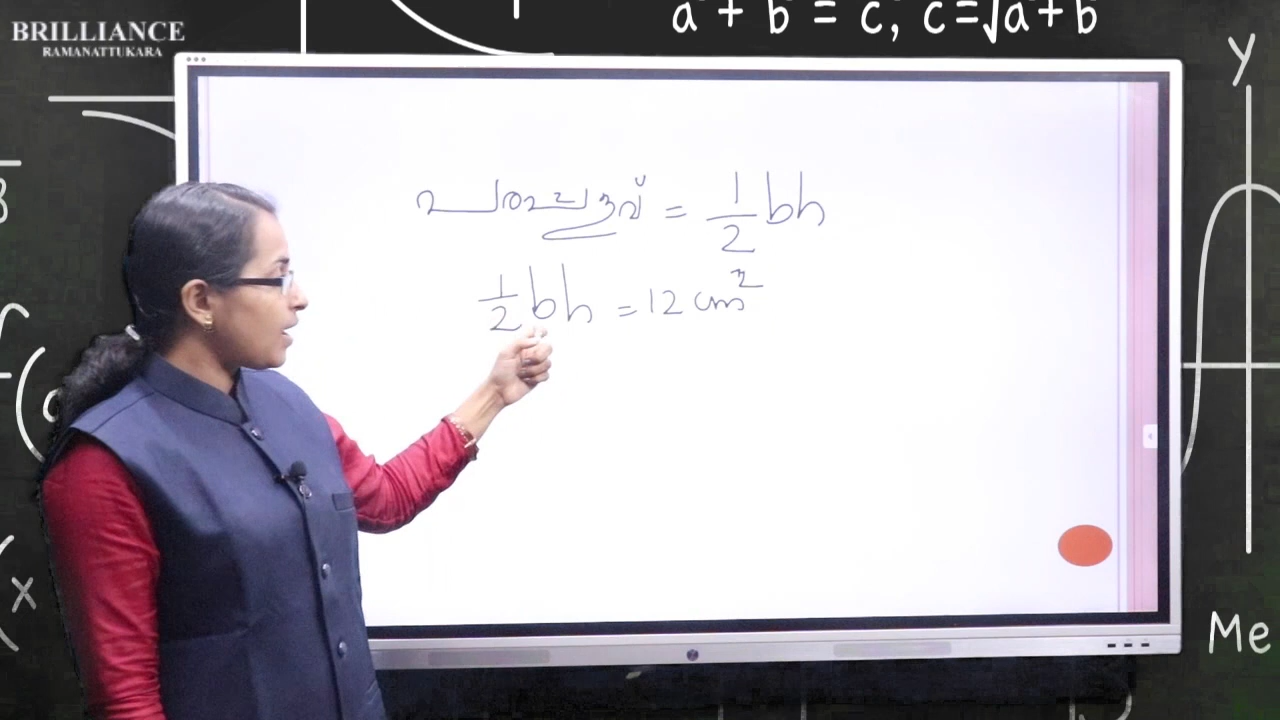 BRILLIANCE
RAMANATTUKARA
a + b = c, c=√a+b
y
പരപ്പളവ് = 1/2 bh
1/2 bh = 12 cm²
x
Me